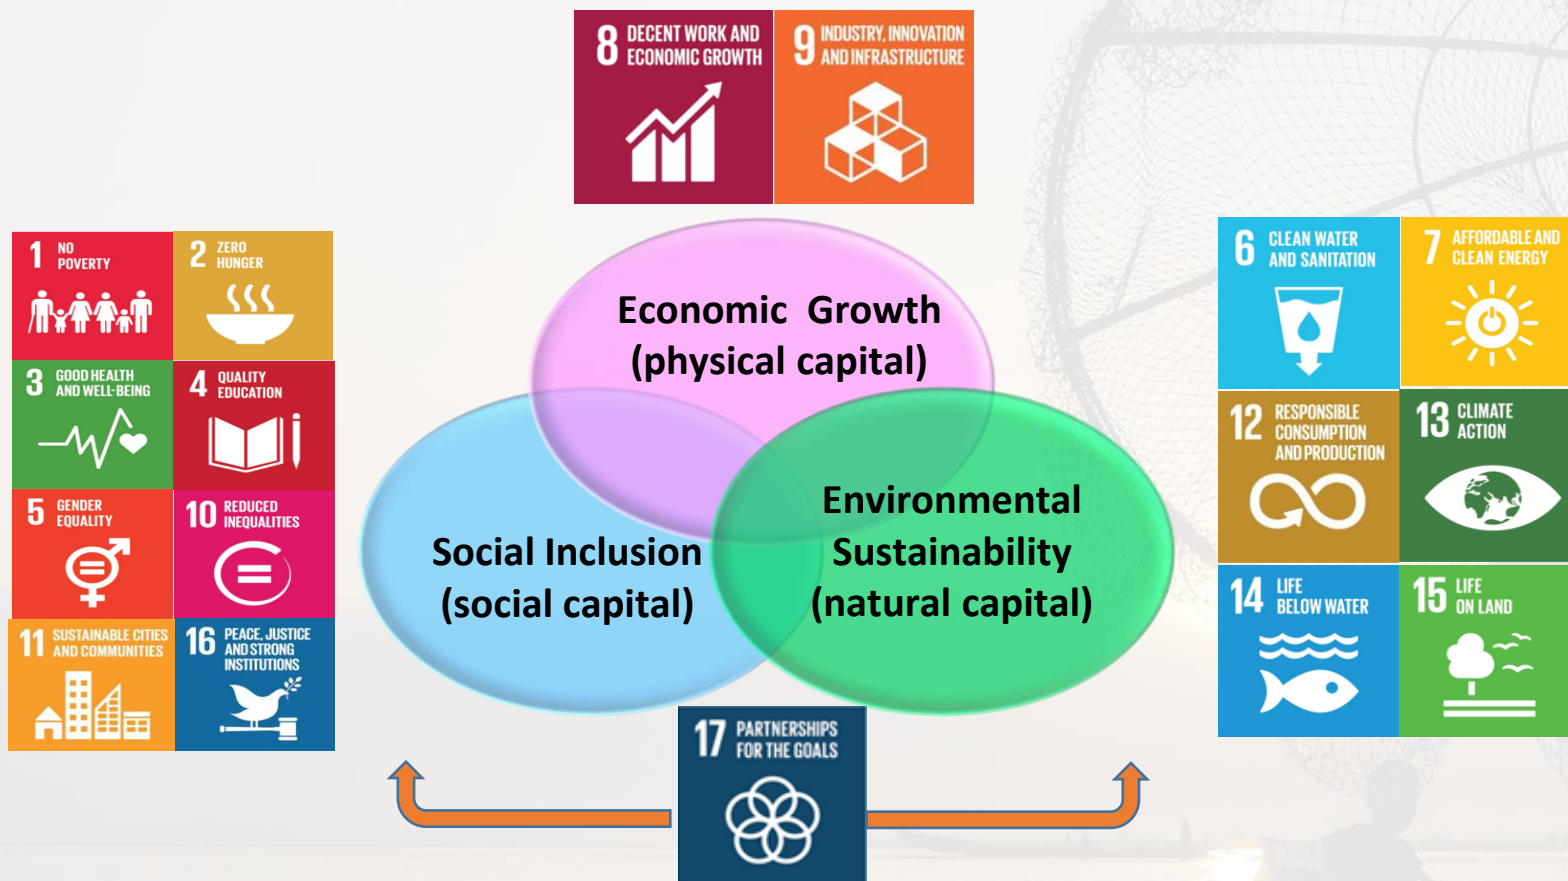 8 DECENT WORK AND
ECONOMIC GROWTH
9 INDUSTRY, INNOVATION
AND INFRASTRUCTURE
1 NO
POVERTY
2 ZERO
HUNGER
3 GOOD HEALTH
AND WELL-BEING
4 QUALITY
EDUCATION
5 GENDER
EQUALITY
10 REDUCED
INEQUALITIES
11 SUSTAINABLE CITIES
AND COMMUNITIES
16 PEACE, JUSTICE
AND STRONG
INSTITUTIONS
Economic Growth
(physical capital)
Social Inclusion
(social capital)
Environmental
Sustainability
(natural capital)
6 CLEAN WATER
AND SANITATION
7 AFFORDABLE AND
CLEAN ENERGY
12 RESPONSIBLE
CONSUMPTION
AND PRODUCTION
13 CLIMATE
ACTION
14 LIFE
BELOW WATER
15 LIFE
ON LAND
17 PARTNERSHIPS
FOR THE GOALS